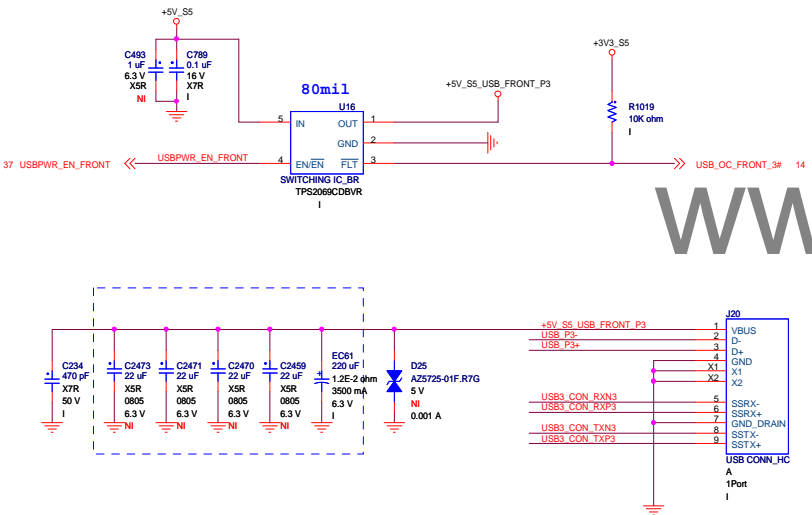 +5V_S5
C493
1 uF
6.3 V
X5R
NI
C789
0.1 uF
16 V
X7R
I
80mil
U16
5 IN
OUT 1
GND 2
4 EN/EN
FLT 3
SWITCHING IC_BR
TPS2069CDBVR
I
+5V_S5_USB_FRONT_P3
+3V3_S5
R1019
10K ohm
I
37 USBPWR_EN_FRONT
USBPWR_EN_FRONT
USB_OC_FRONT_3# 14
WW
C234
470 pF
X7R
50 V
I
C2473
22 uF
X5R
0805
6.3 V
NI
C2471
22 uF
X5R
0805
6.3 V
NI
C2470
22 uF
X5R
0805
6.3 V
NI
C2459
22 uF
X5R
0805
6.3 V
NI
EC61
220 uF
1.2E-2 ohm
3500 mA
6.3 V
I
D25
AZ5725-01F.R7G
5 V
NI
0.001 A
J20
+5V_S5_USB_FRONT_P3 1 VBUS
USB_P3- 2 D-
USB_P3+ 3 D+
4 GND
X1 X1
X2 X2
USB3_CON_RXN3 5 SSRX-
USB3_CON_RXP3 6 SSRX+
7 GND_DRAIN
USB3_CON_TXN3 8 SSTX-
USB3_CON_TXP3 9 SSTX+
USB CONN_HC
A
1Port
I